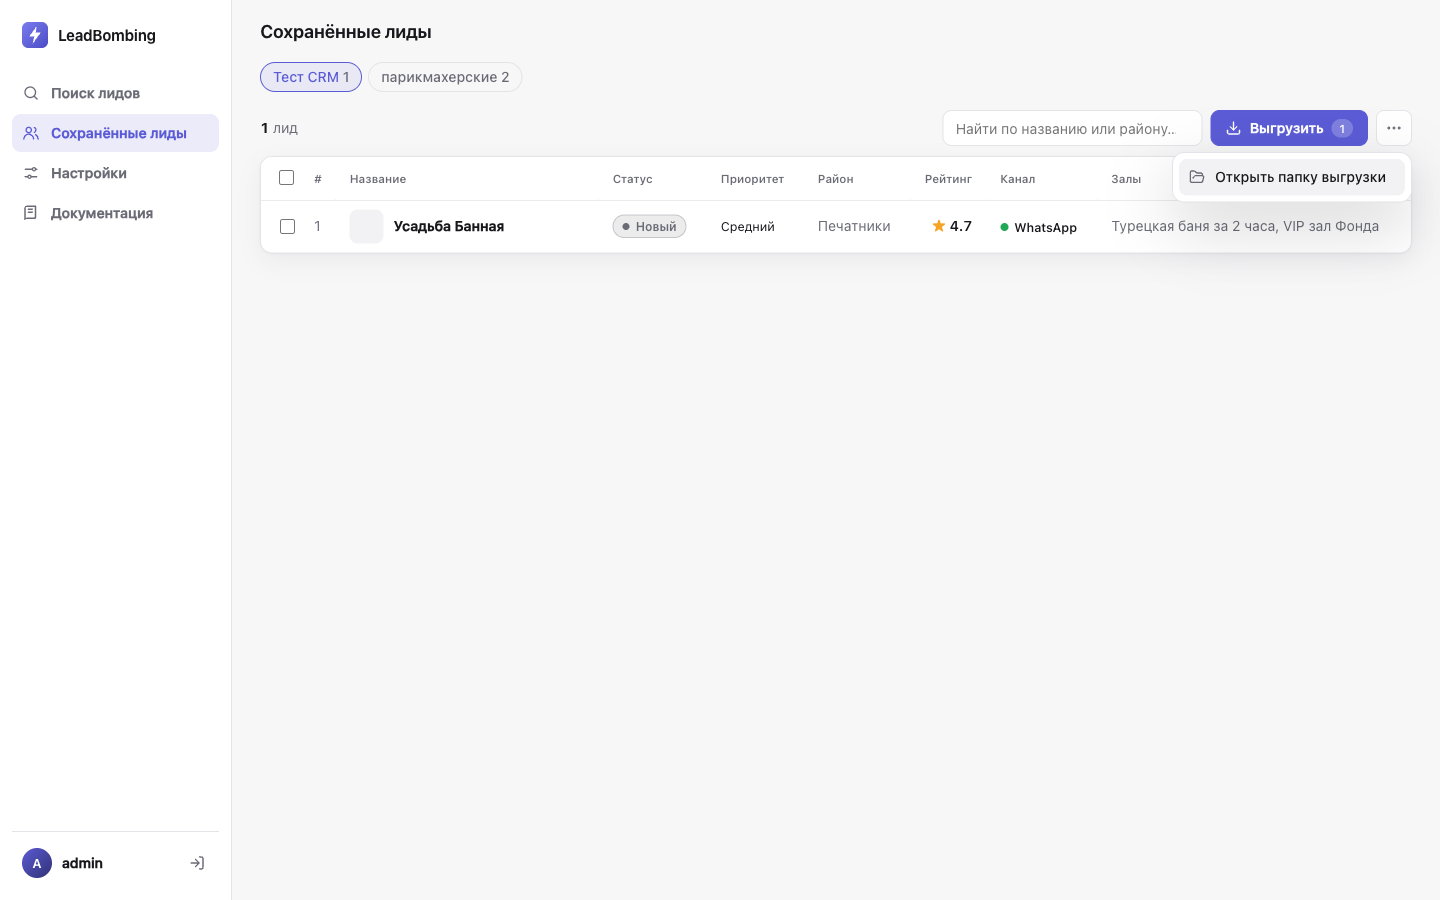 LeadBombing
Поиск лидов
Сохранённые лиды
Настройки
Документация
A admin
Сохранённые лиды
Тест CRM 1 парикмахерские 2
1 лид
Найти по названию или району...
Выгрузить 1
Открыть папку выгрузки
# Название Статус Приоритет Район Рейтинг Канал Залы
1 Усадьба Банная Новый Средний Печатники 4.7 WhatsApp Турецкая баня за 2 часа, VIP зал Фонда